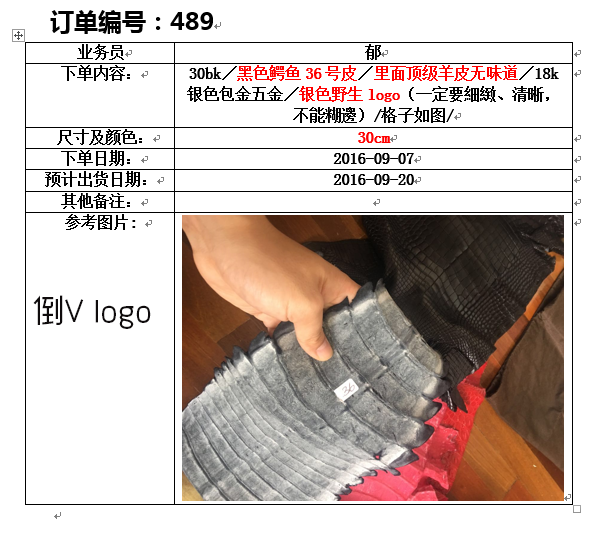 订单编号：489
业务员 郁
下单内容： 30bk／黑色鳄鱼 36 号皮／里面顶级羊皮无味道／18k
银色包金五金／银色野生 logo（一定要细緻、清晰，
不能糊邊）/格子如图/
尺寸及颜色： 30cm
下单日期： 2016-09-07
预计出货日期： 2016-09-20
其他备注：
参考图片:
倒V logo
36